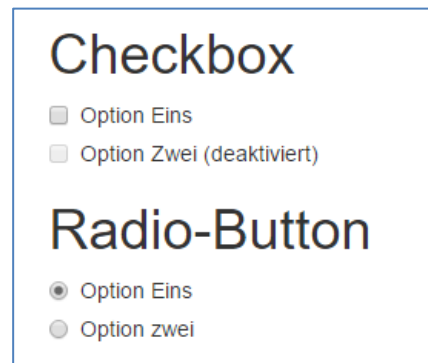 Checkbox
Option Eins
Option Zwei (deaktiviert)
Radio-Button
Option Eins
Option zwei